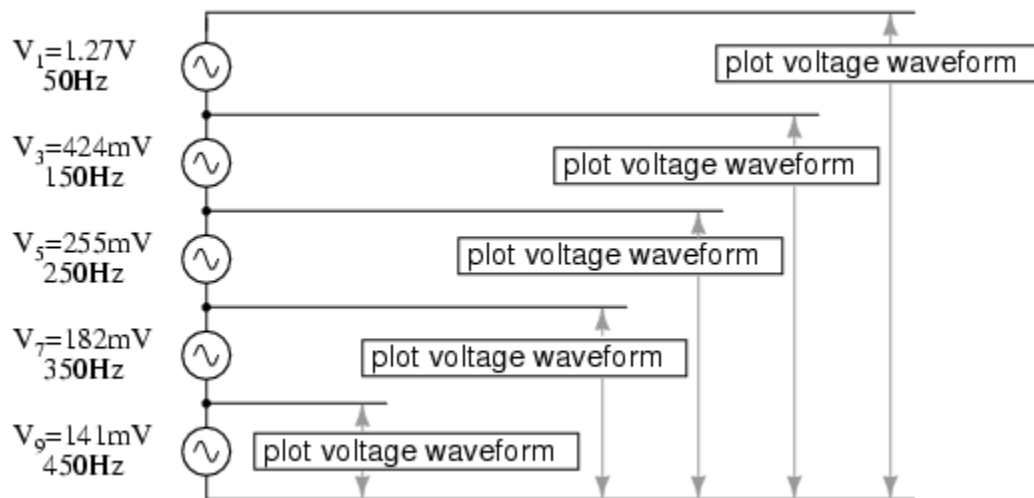 V1=1.27V
50Hz
plot voltage waveform
V3=424mV
150Hz
plot voltage waveform
V5=255mV
250Hz
plot voltage waveform
V7=182mV
350Hz
plot voltage waveform
V9=141mV
450Hz
plot voltage waveform